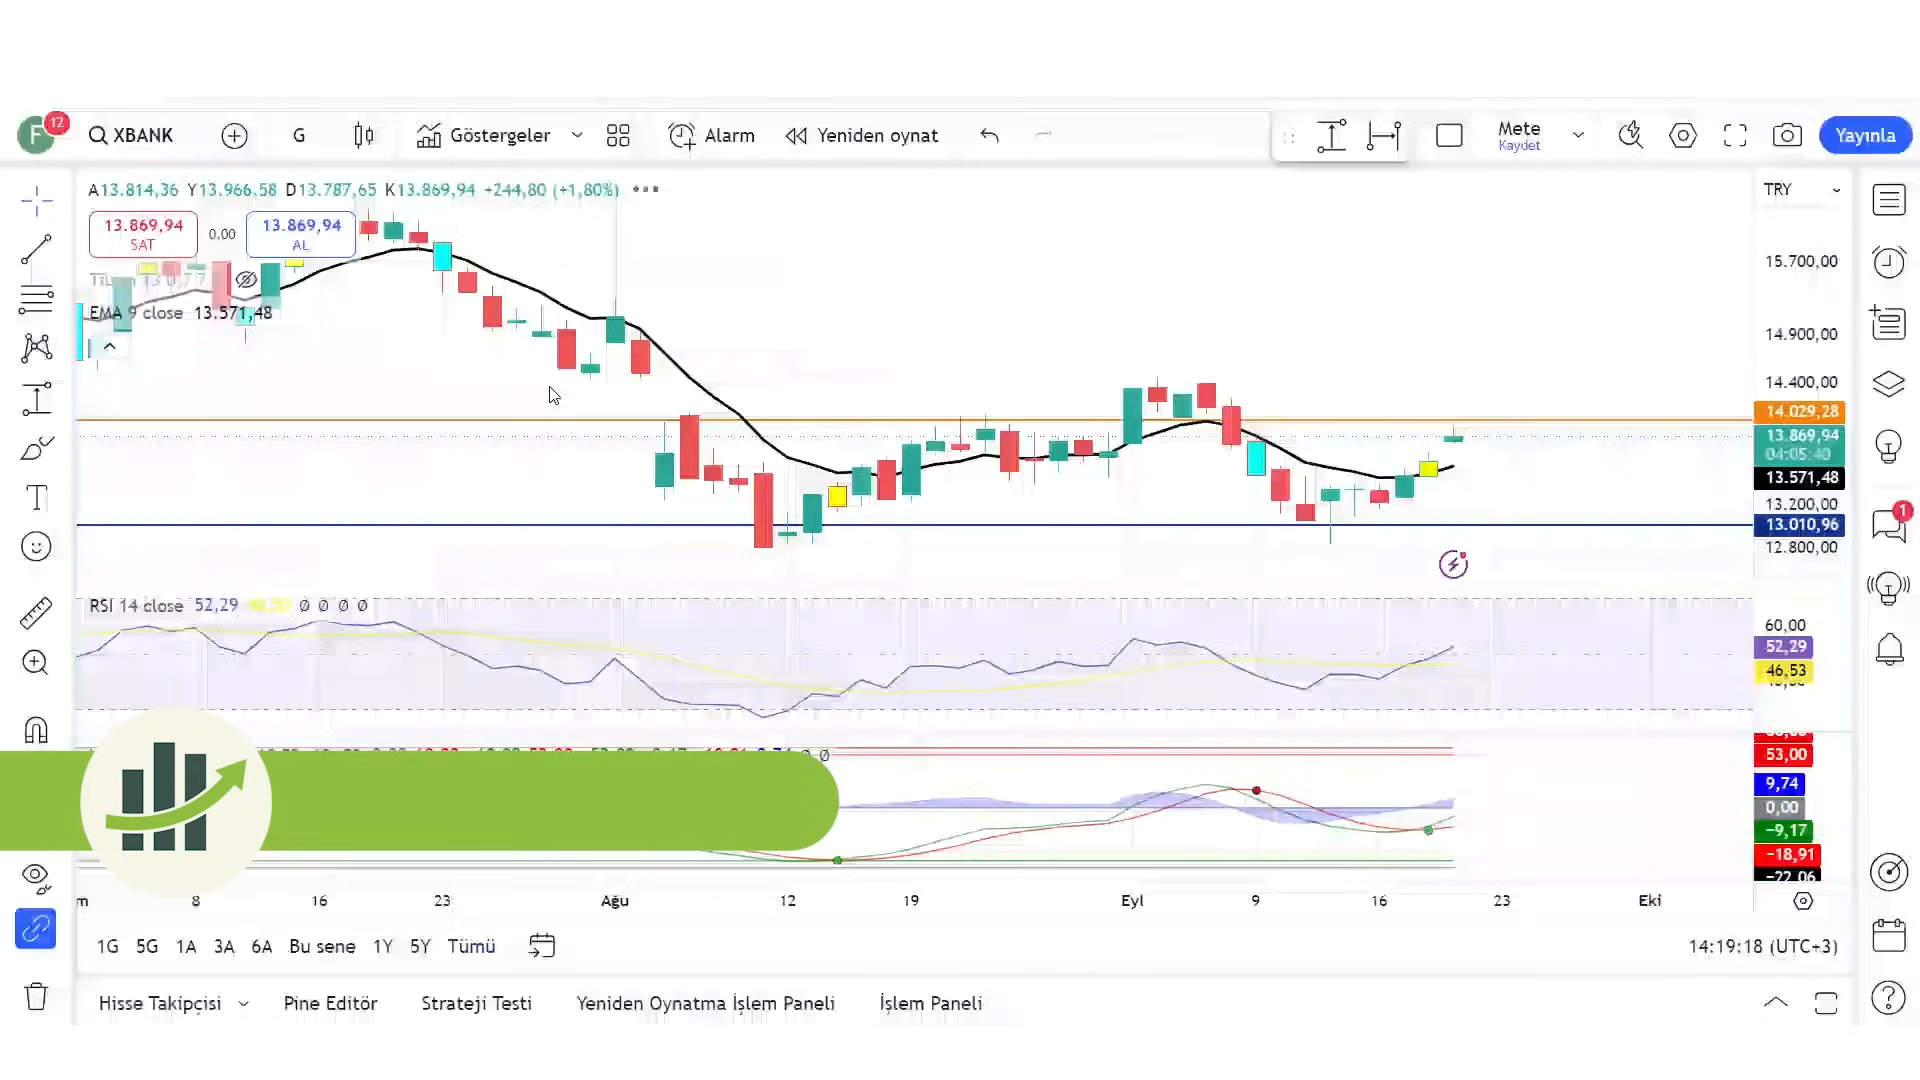 F
12
XBANK
G
Göstergeler
Alarm
Yeniden oynat
Mete
Kaydet
Yayınla
A13.814,36 Y13.966,58 D13.787,65 K13.869,94 +244,80 (+1,80%)
TRY
13.869,94
SAT
0,00
13.869,94
AL
EMA 9 close 13.571,48
15.700,00
14.900,00
14.400,00
14.029,28
13.869,94
04:05:40
13.571,48
13.200,00
13.010,96
12.800,00
1
RSI 14 close 52,29 Ø Ø Ø Ø
60,00
52,29
46,53
Ø Ø
53,00
9,74
0,00
−9,17
−18,91
−22,06
8
16
23
Ağu
12
19
Eyl
9
16
23
Eki
1G 5G 1A 3A 6A Bu sene 1Y 5Y Tümü
14:19:18 (UTC+3)
Hisse Takipçisi
Pine Editör
Strateji Testi
Yeniden Oynatma İşlem Paneli
İşlem Paneli